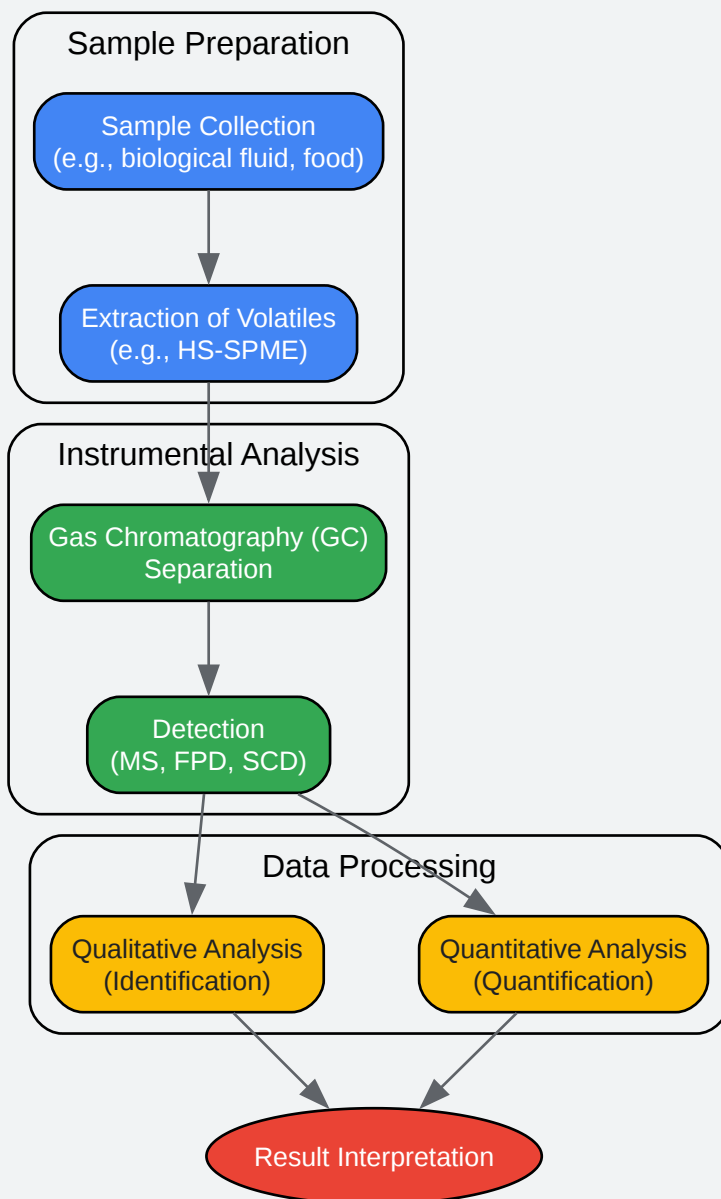 Sample Preparation
Sample Collection
(e.g., biological fluid, food)
Extraction of Volatiles
(e.g., HS-SPME)
Instrumental Analysis
Gas Chromatography (GC)
Separation
Detection
(MS, FPD, SCD)
Data Processing
Qualitative Analysis
(Identification)
Quantitative Analysis
(Quantification)
Result Interpretation